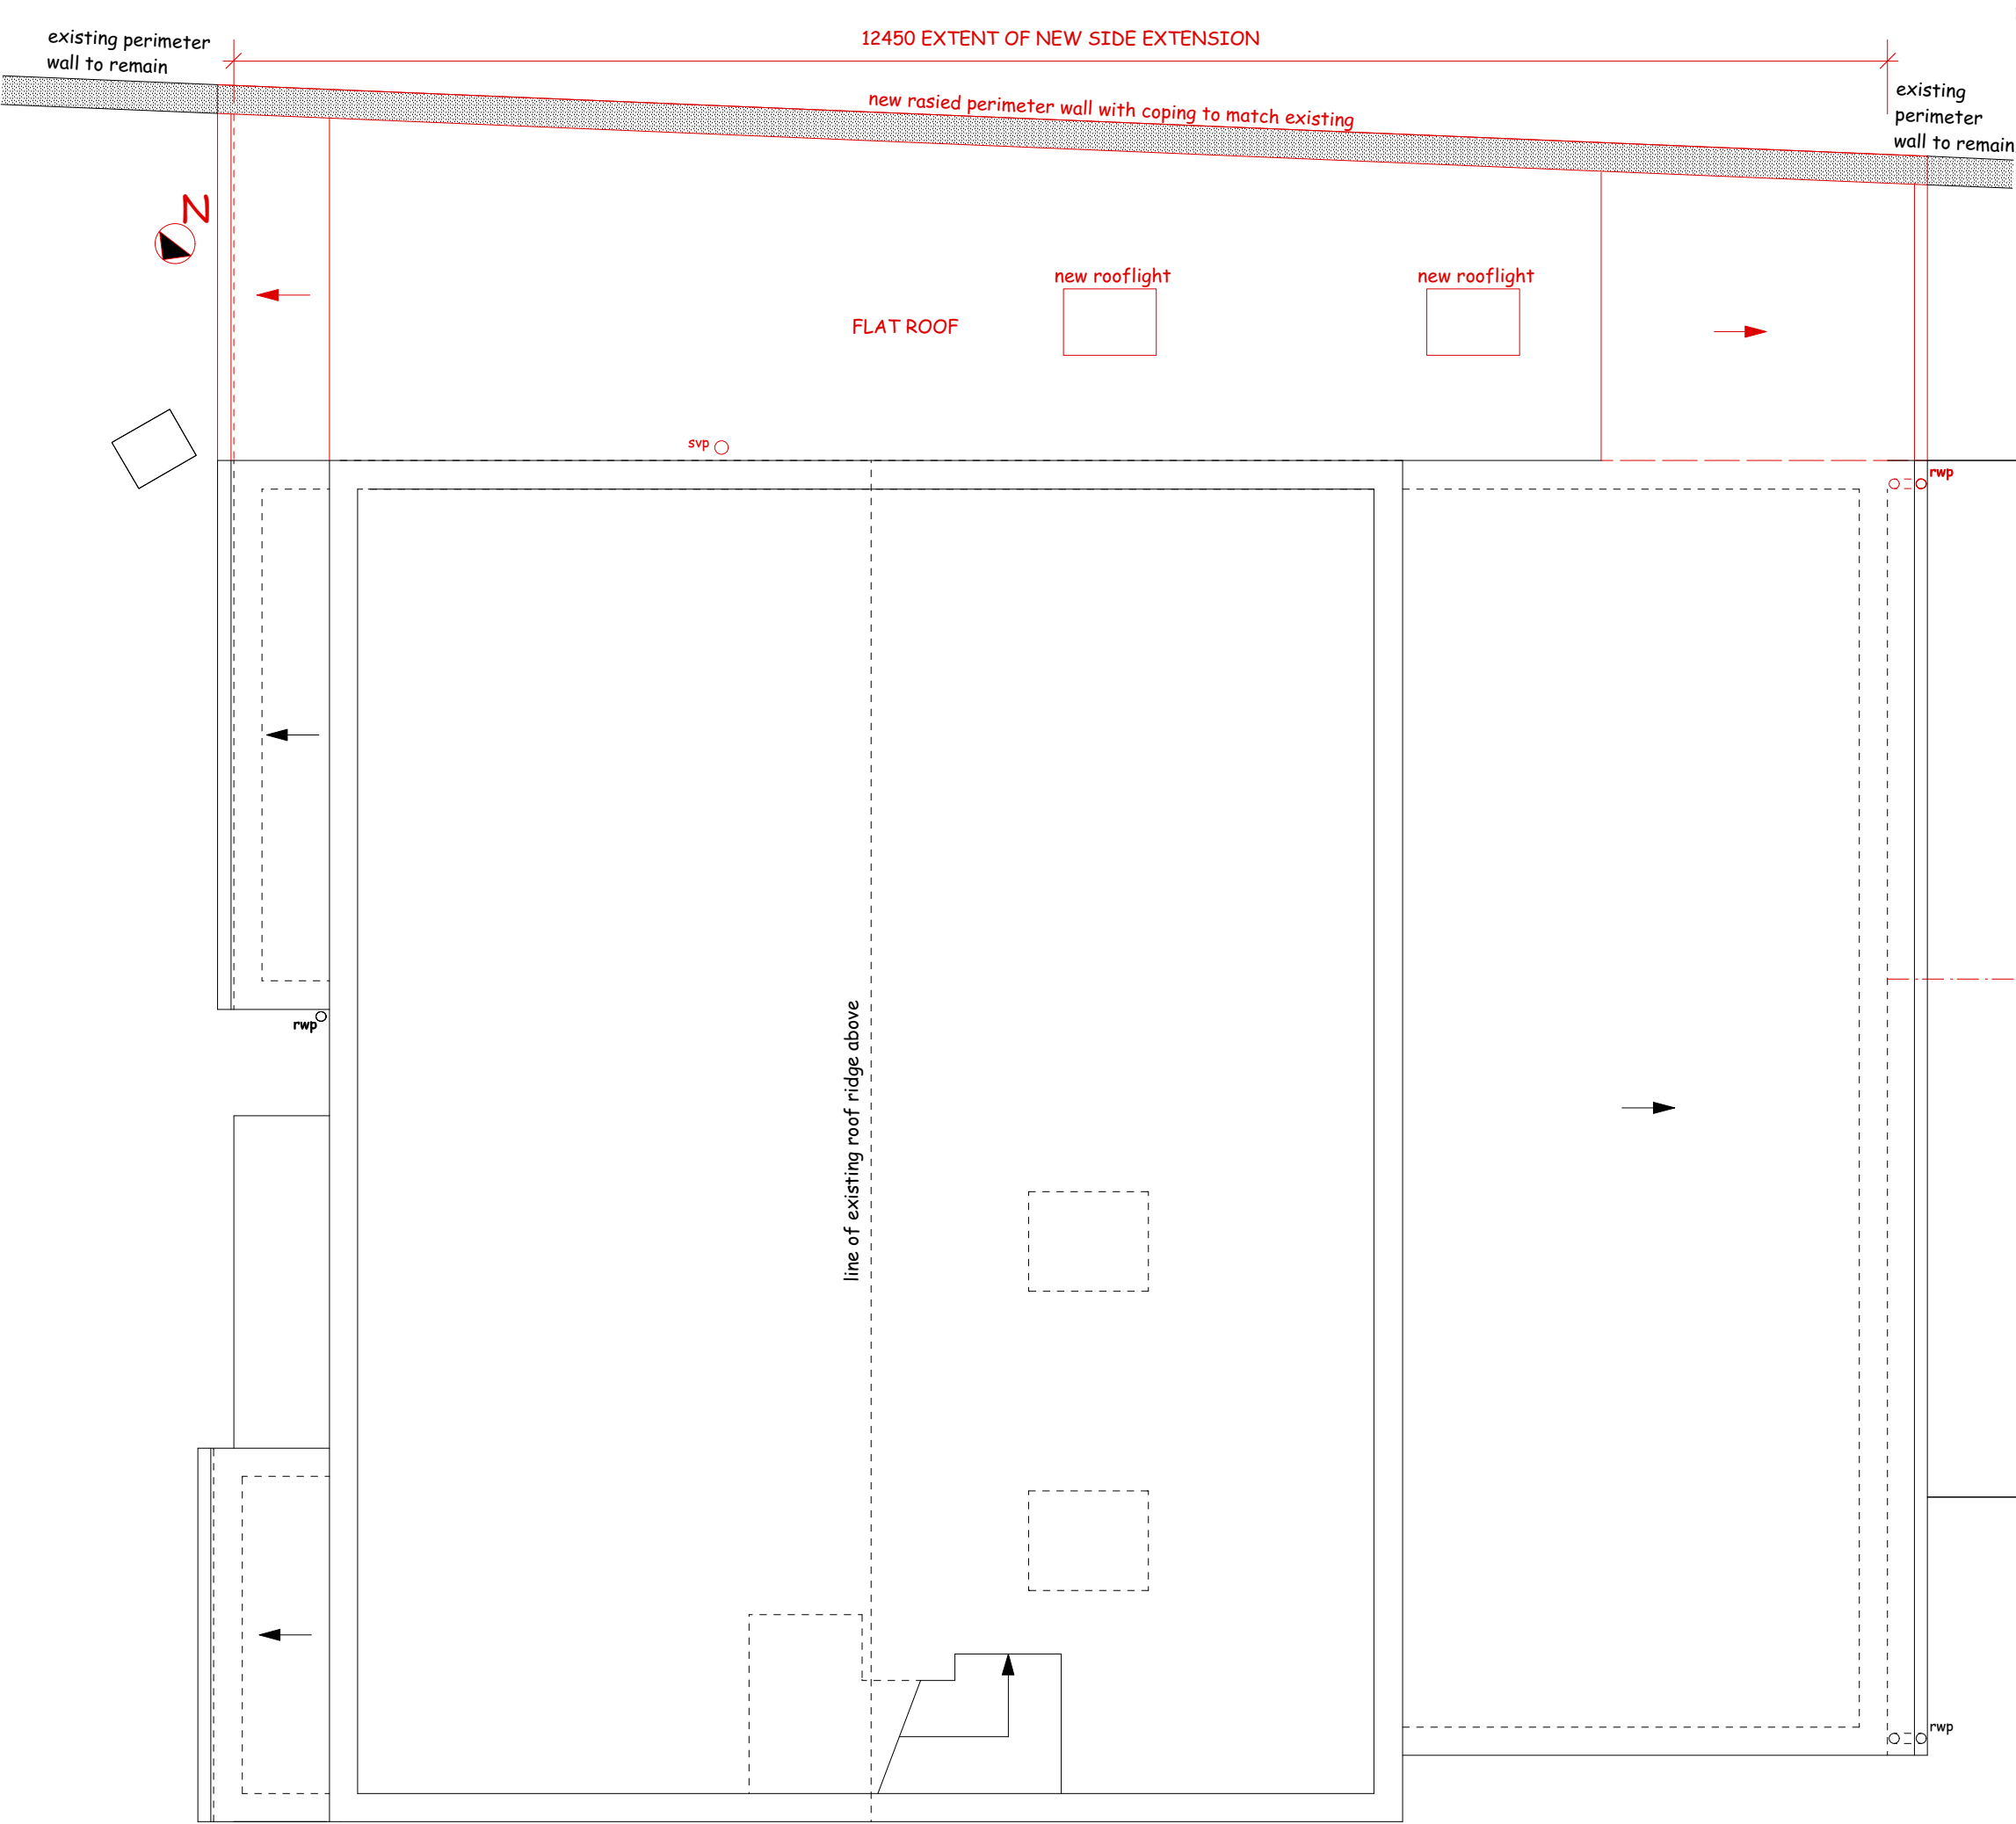 12450 EXTENT OF NEW SIDE EXTENSION
existing perimeter
wall to remain
existing
perimeter
wall to remain
new rasied perimeter wall with coping to match existing
N
new rooflight
new rooflight
FLAT ROOF
svp
rwp
rwp
line of existing roof ridge above
rwp